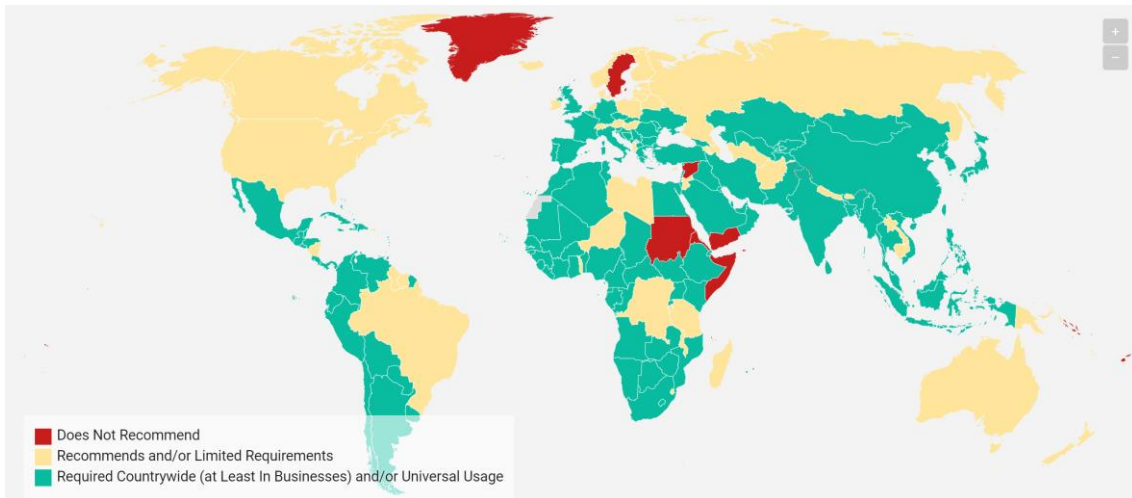 +
−
Does Not Recommend
Recommends and/or Limited Requirements
Required Countrywide (at Least In Businesses) and/or Universal Usage